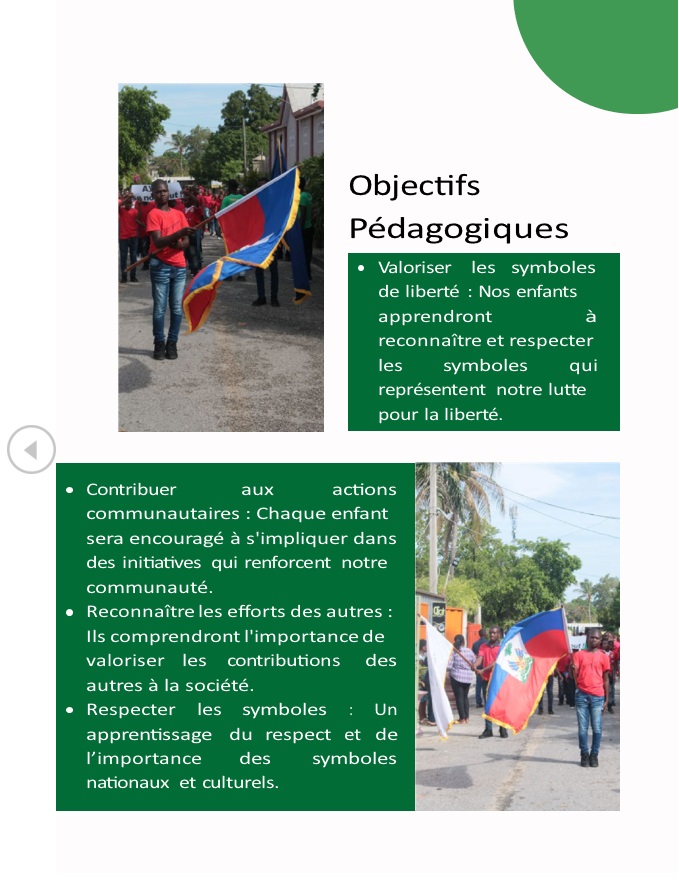 Objectifs
Pédagogiques
• Valoriser les symboles
de liberté : Nos enfants
apprendront à
reconnaître et respecter
les symboles qui
représentent notre lutte
pour la liberté.
• Contribuer aux actions
communautaires : Chaque enfant
sera encouragé à s'impliquer dans
des initiatives qui renforcent notre
communauté.
• Reconnaître les efforts des autres :
Ils comprendront l'importance de
valoriser les contributions des
autres à la société.
• Respecter les symboles : Un
apprentissage du respect et de
l’importance des symboles
nationaux et culturels.